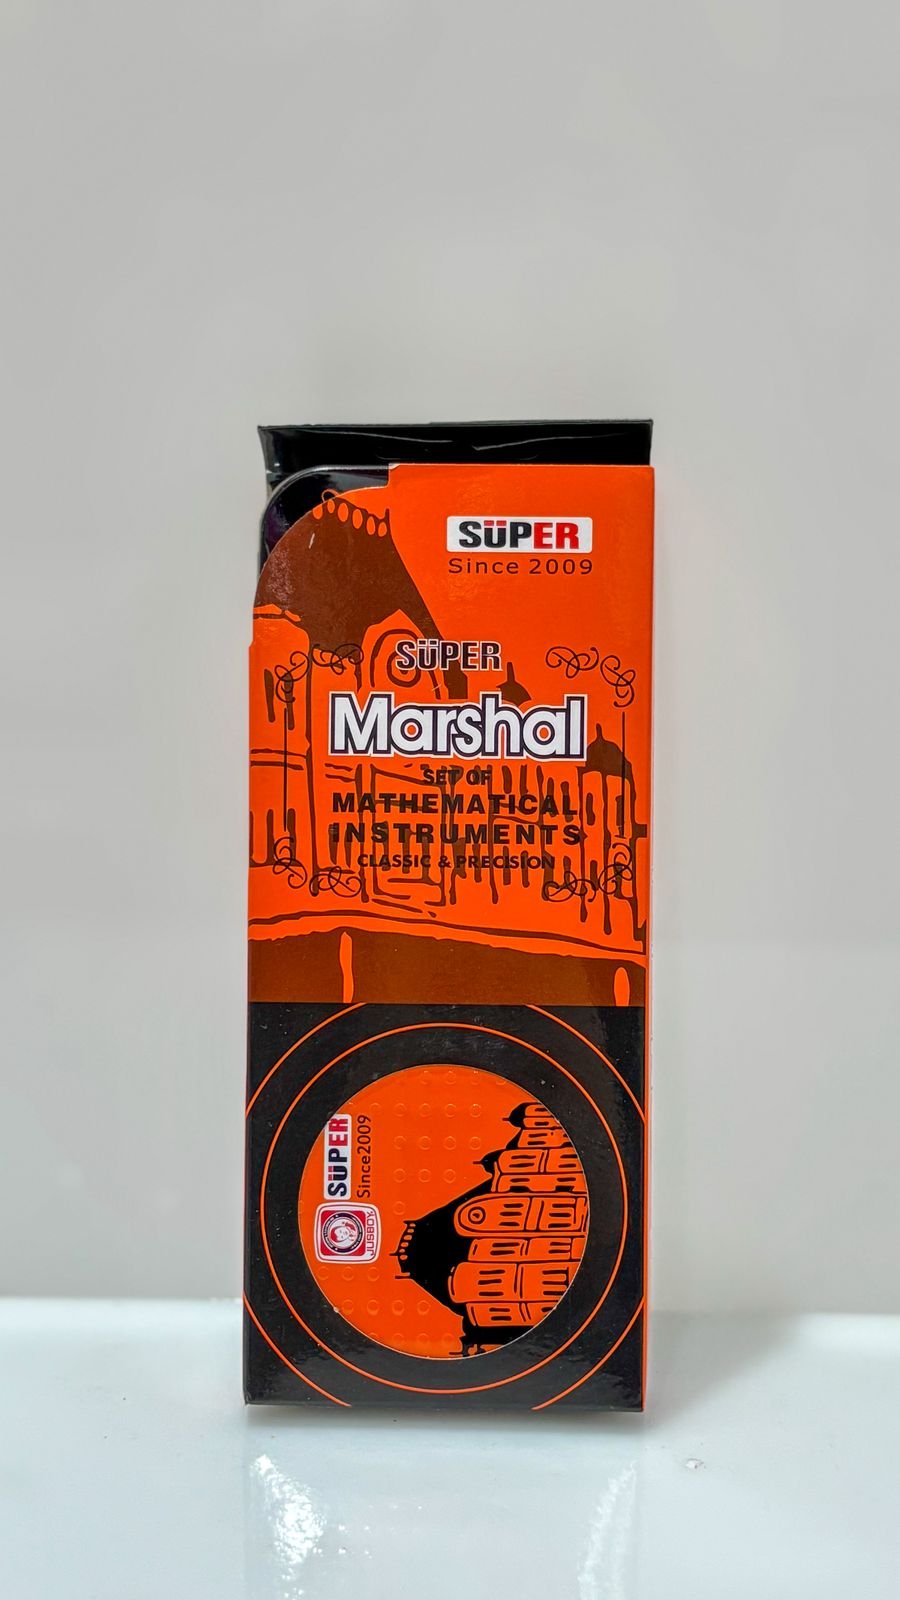 SÜPER
Since 2009
SÜPER
Marshal
SET OF
MATHEMATICAL
INSTRUMENTS
CLASSIC & PRECISION
SÜPER
Since2009
JUSBOY